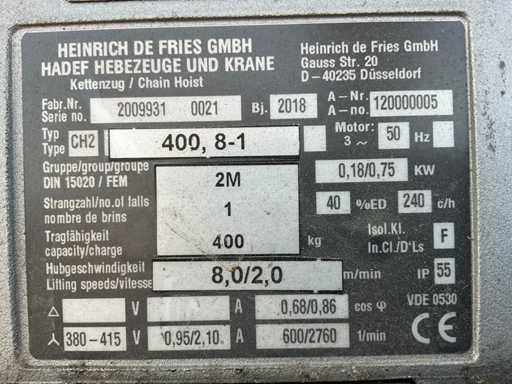 HEINRICH DE FRIES GMBH
HADEF HEBEZEUGE UND KRANE
Kettenzug / Chain Hoist
Heinrich de Fries GmbH
Gauss Str. 20
D–40235 Düsseldorf
Fabr.Nr. Serie no. 2009931 0021 Bj. 2018 A–Nr. A–no. 120000005
Typ Type CH2 400, 8-1 Motor: 3 ~ 50 Hz
Gruppe/group/groupe
DIN 15020 / FEM 2M 0,18/0,75 KW
Strangzahl/no.of falls
nombre de brins 1 40 %ED 240 c/h
Tragfähigkeit
capacity/charge 400 kg Isol.Kl. In.Cl./D'Ls F
Hubgeschwindigkeit
Lifting speeds/vitesse 8,0/2,0 m/min IP 55
△ V A 0,68/0,86 cos φ VDE 0530
380–415 V 0,95/2,10 A 600/2760 1/min CE